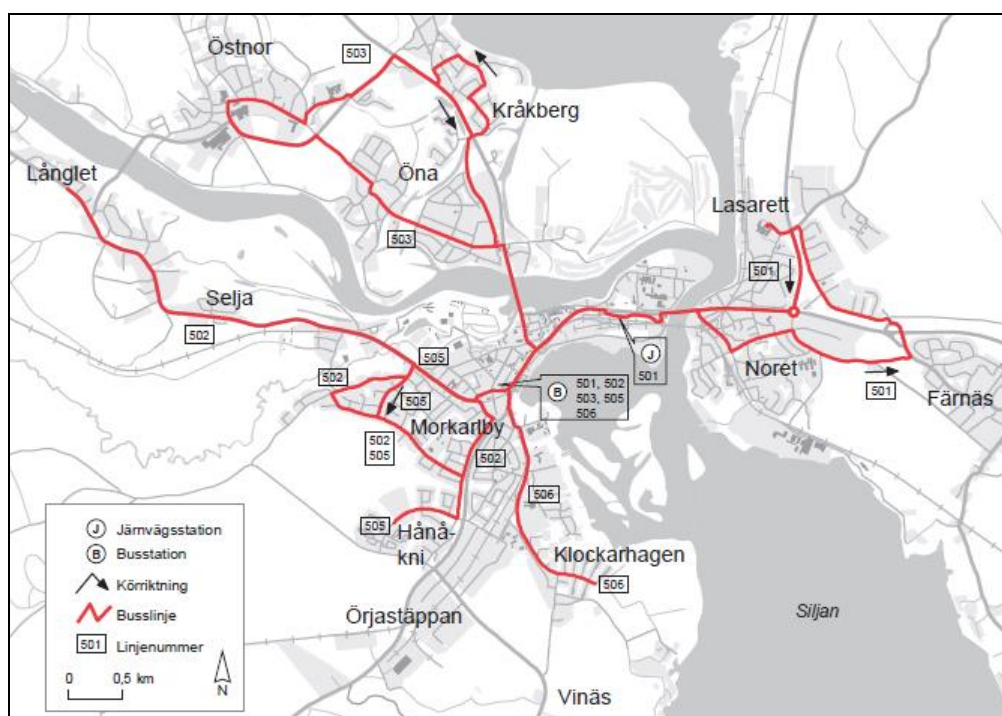 Östnor
503
Kråkberg
Långlet
Öna
Lasarett
503
501
Selja
502
505
J
501
Noret
501
Färnäs
502
505
B
501, 502
503, 505
506
Morkarlby
502
505
502
506
505
Hånå-
kni
Klockarhagen
506
Örjastäppan
Siljan
Vinäs
J Järnvägsstation
B Busstation
Körriktning
Busslinje
501 Linjenummer
0 0,5 km
N